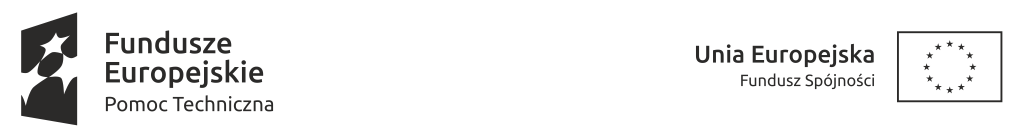 Fundusze
Europejskie
Pomoc Techniczna
Unia Europejska
Fundusz Spójności